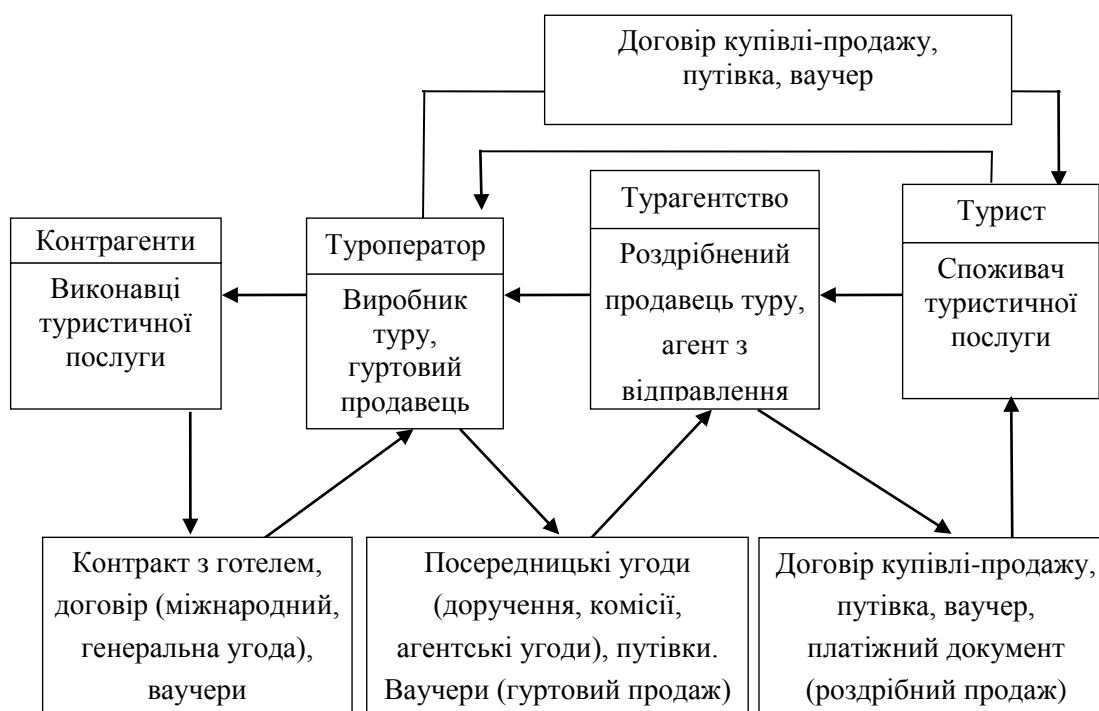 Договір купівлі-продажу,
путівка, ваучер
Контрагенти
Виконавці
туристичної
послуги
Туроператор
Виробник
туру,
гуртовий
продавець
Турагентство
Роздрібнений
продавець туру,
агент з
відправлення
Турист
Споживач
туристичної
послуги
Контракт з готелем,
договір (міжнародний,
генеральна угода),
ваучери
Посередницькі угоди
(доручення, комісії,
агентські угоди), путівки.
Ваучери (гуртовий продаж)
Договір купівлі-продажу,
путівка, ваучер,
платіжний документ
(роздрібний продаж)